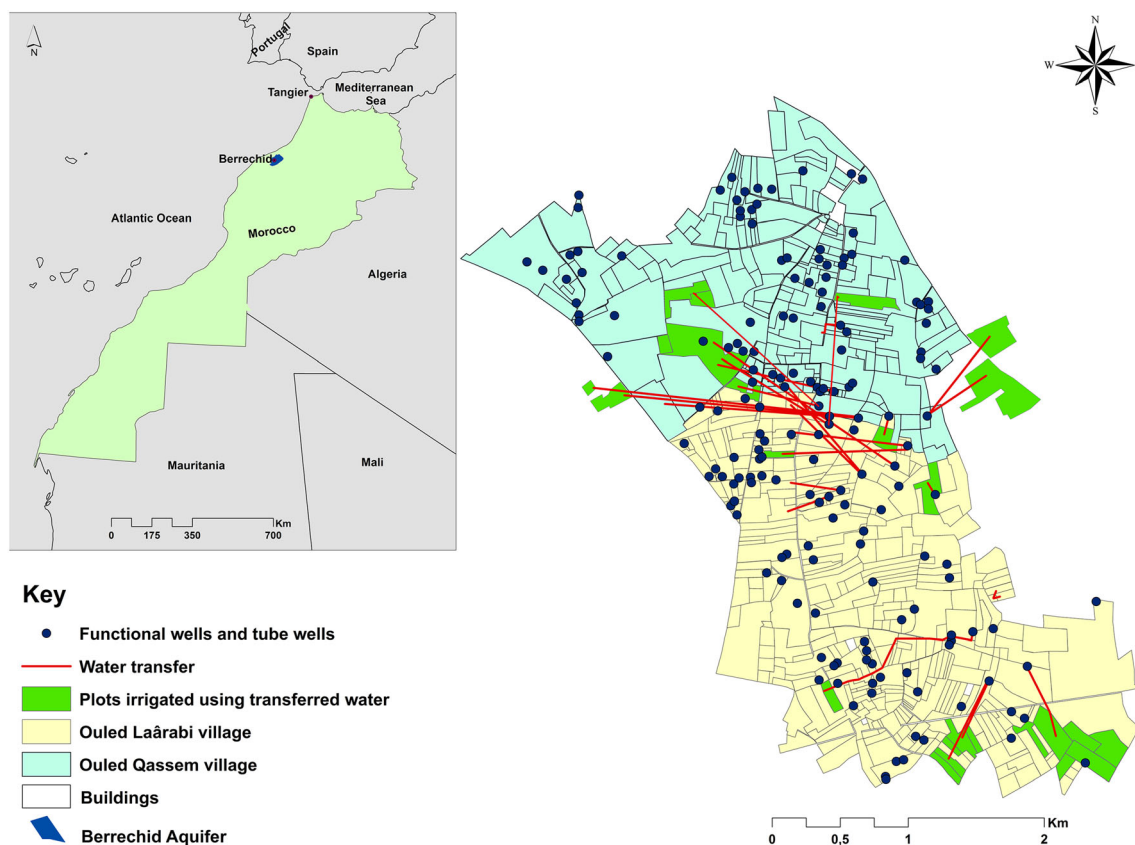 N
Portugal
Spain
Tangier
Mediterranean
Sea
Berrechid
Atlantic Ocean
Morocco
Algeria
Mauritania
Mali
Km
0 175 350 700
N
W E
S
Key
Functional wells and tube wells
Water transfer
Plots irrigated using transferred water
Ouled Laârabi village
Ouled Qassem village
Buildings
Berrechid Aquifer
Km
0 0,5 1 2